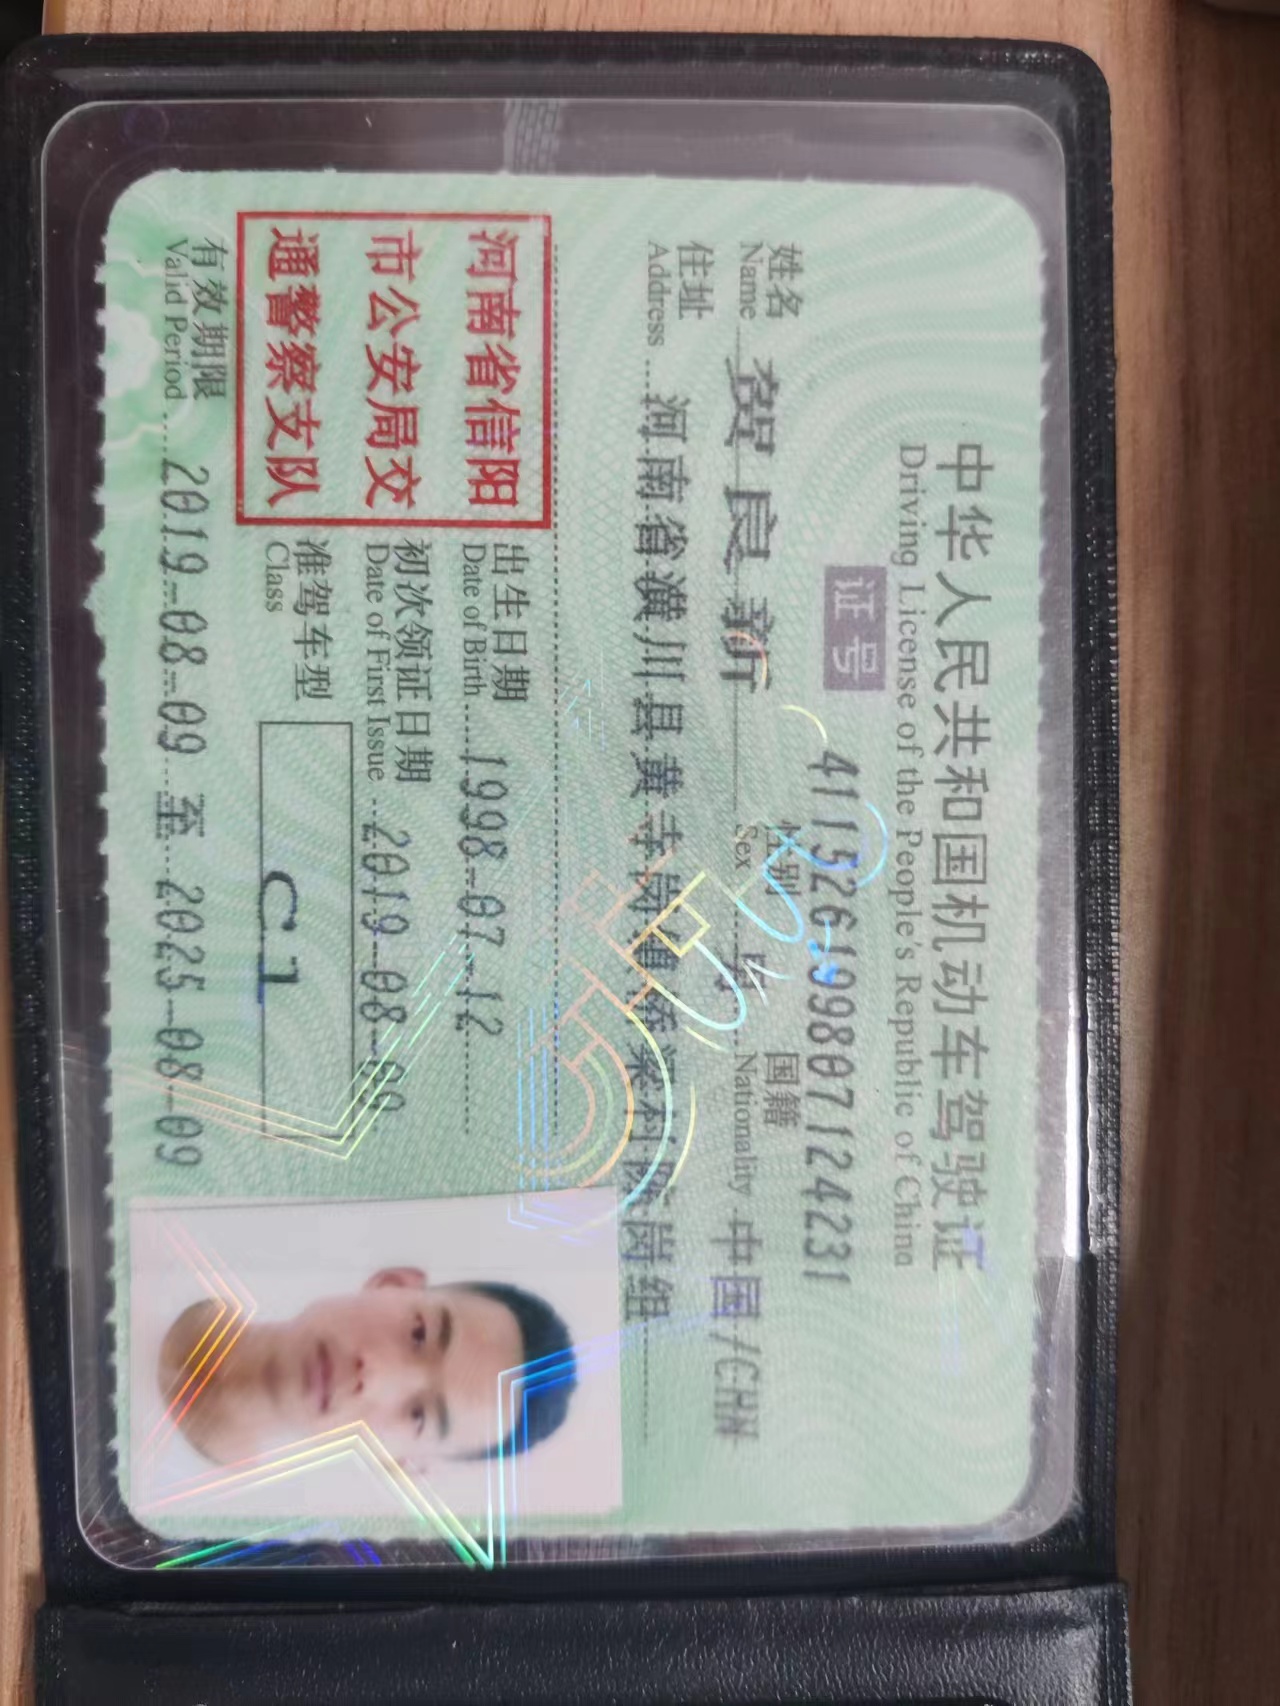 中华人民共和国机动车驾驶证
Driving License of the People's Republic of China
证号 411526199807124231
姓名 贺良新 性别 男 国籍 中国/CHN
Name Sex Nationality
住址 河南省潢川县黄寺岗镇添梁村陈岗组
Address
河南省信阳
市公安局交
通警察支队
出生日期 1998-07-12
Date of Birth
初次领证日期 2019-08-09
Date of First Issue
准驾车型 C1
Class
有效期限 2019-08-09 至 2025-08-09
Valid Period